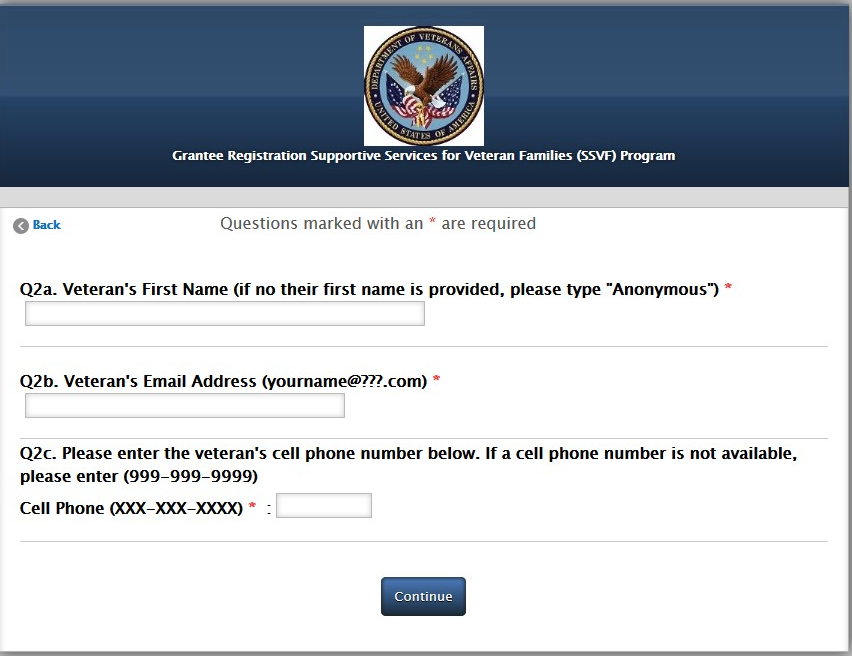 DEPARTMENT OF VETERANS AFFAIRS
UNITED STATES OF AMERICA
Grantee Registration Supportive Services for Veteran Families (SSVF) Program
Back
Questions marked with an * are required
Q2a. Veteran's First Name (if no their first name is provided, please type "Anonymous") *
Q2b. Veteran's Email Address (yourname@???.com) *
Q2c. Please enter the veteran's cell phone number below. If a cell phone number is not available,
please enter (999-999-9999)
Cell Phone (XXX-XXX-XXXX) * :
Continue